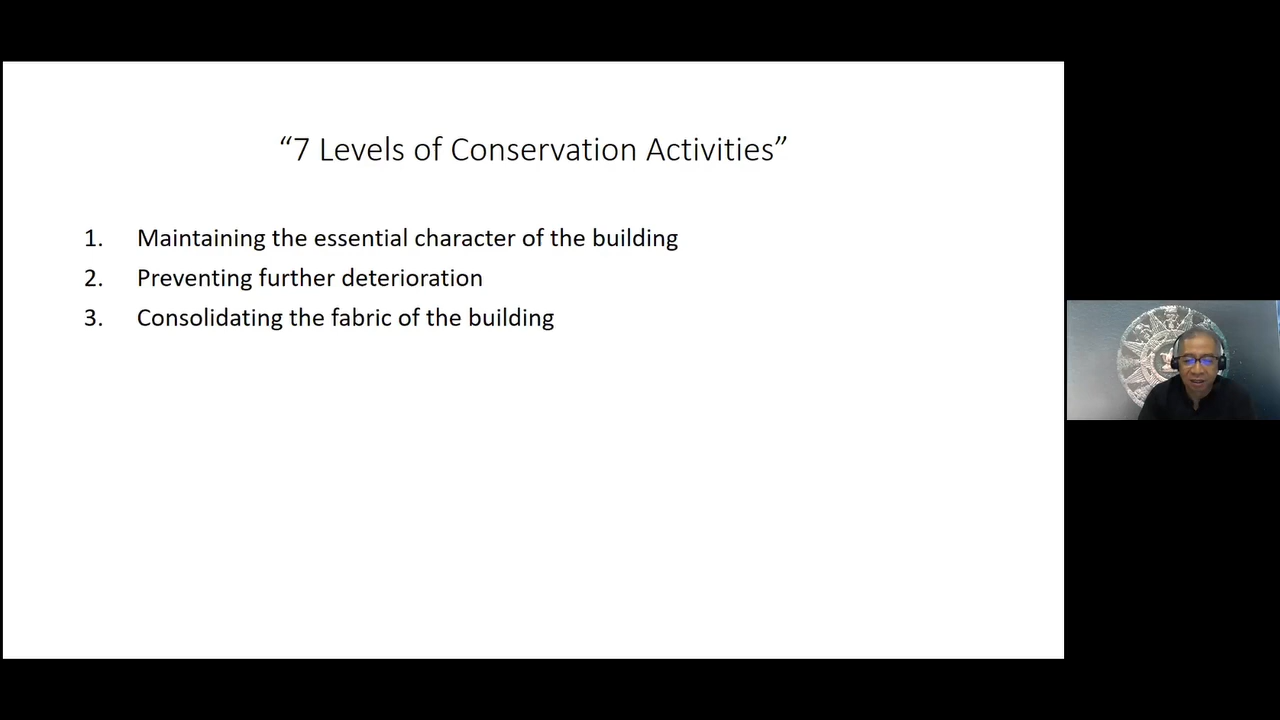 “7 Levels of Conservation Activities”
1. Maintaining the essential character of the building
2. Preventing further deterioration
3. Consolidating the fabric of the building